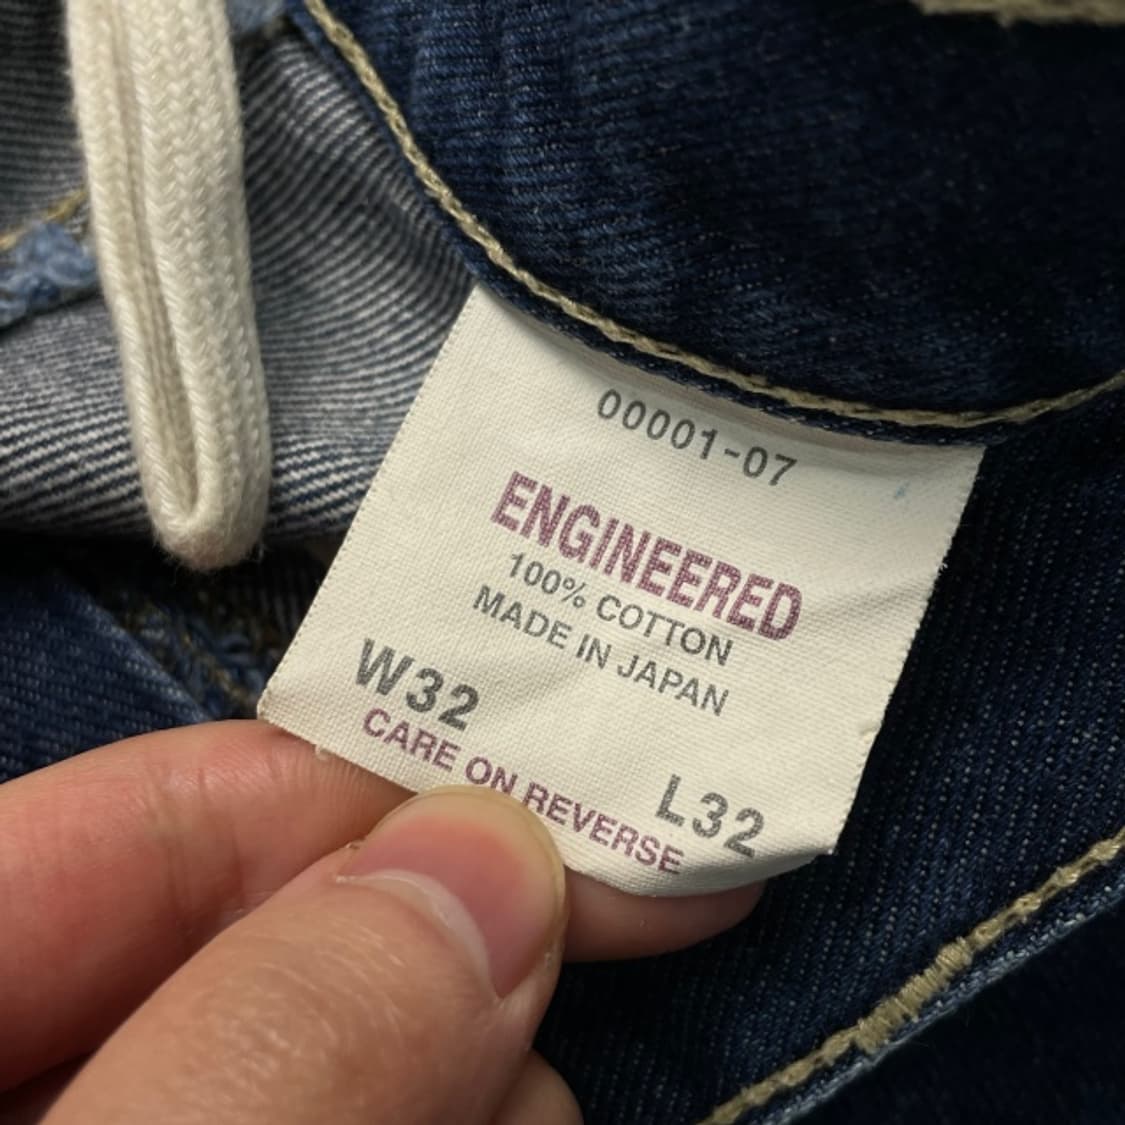 00001-07
ENGINEERED
100% COTTON
MADE IN JAPAN
W32
L32
CARE ON REVERSE